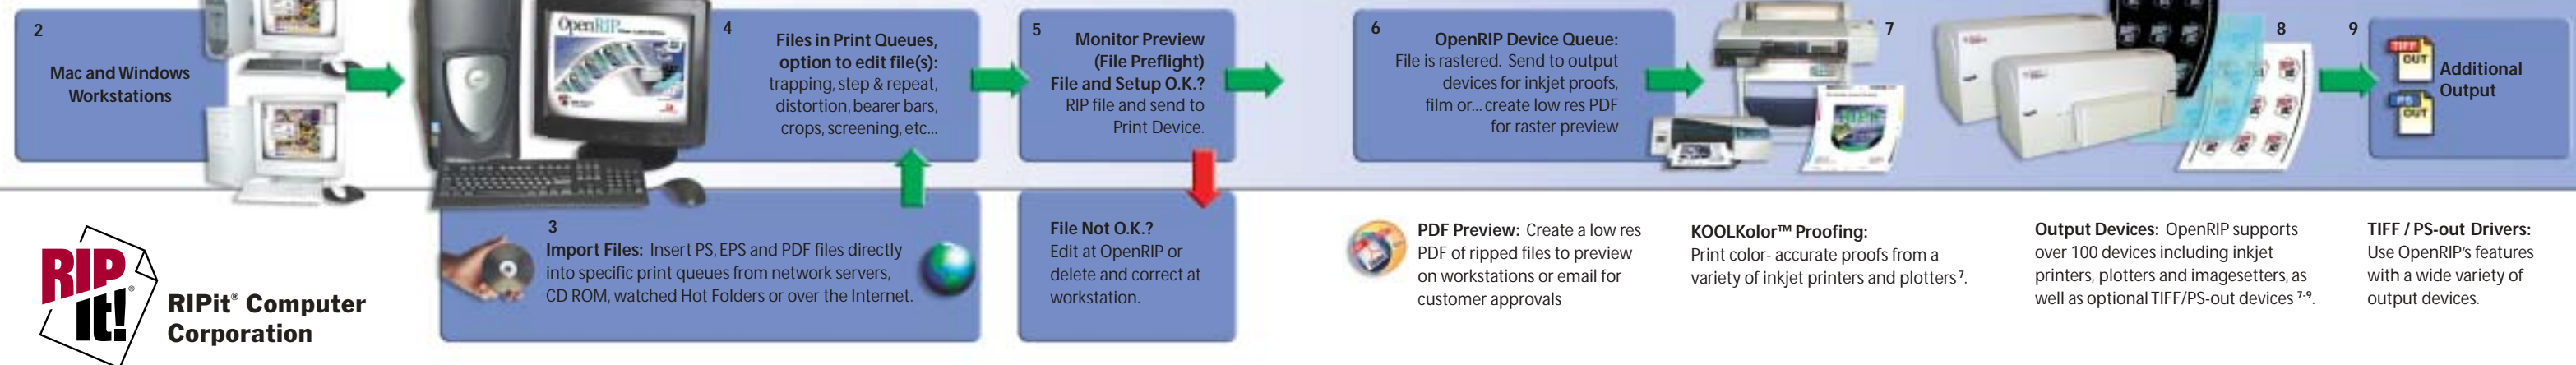 2
Mac and Windows
Workstations
OpenRIP
4
Files in Print Queues,
option to edit file(s):
trapping, step & repeat,
distortion, bearer bars,
crops, screening, etc...
5
Monitor Preview
(File Preflight)
File and Setup O.K.?
RIP file and send to
Print Device.
6
OpenRIP Device Queue:
File is rastered. Send to output
devices for inkjet proofs,
film or... create low res PDF
for raster preview
7
8
9
TIFF
OUT
PS
OUT
Additional
Output
3
Import Files: Insert PS, EPS and PDF files directly
into specific print queues from network servers,
CD ROM, watched Hot Folders or over the Internet.
File Not O.K.?
Edit at OpenRIP or
delete and correct at
workstation.
PDF Preview: Create a low res
PDF of ripped files to preview
on workstations or email for
customer approvals
KOOLKolor™ Proofing:
Print color- accurate proofs from a
variety of inkjet printers and plotters 7.
Output Devices: OpenRIP supports
over 100 devices including inkjet
printers, plotters and imagesetters, as
well as optional TIFF/PS-out devices 7-9.
TIFF / PS-out Drivers:
Use OpenRIP's features
with a wide variety of
output devices.
RIP
it!®
RIPit® Computer
Corporation